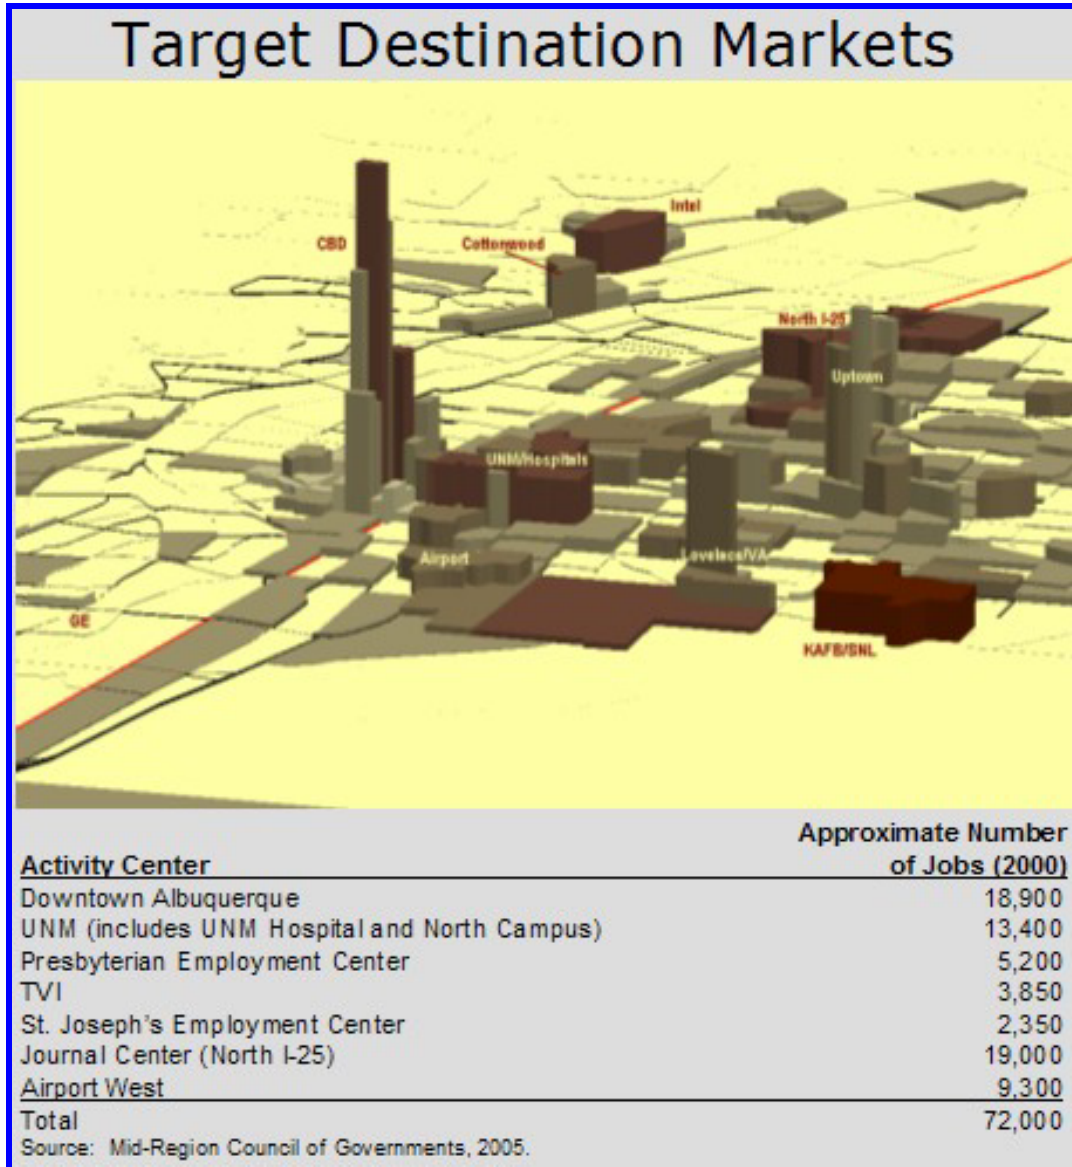 Target Destination Markets
Intel
CBD
Cottonwood
North I-25
Uptown
UNM/Hospitals
Airport
Lovelace/VA
GE
KAFB/SNL
Approximate Number
Activity Center of Jobs (2000)
Downtown Albuquerque 18,900
UNM (includes UNM Hospital and North Campus) 13,400
Presbyterian Employment Center 5,200
TVI 3,850
St. Joseph's Employment Center 2,350
Journal Center (North I-25) 19,000
Airport West 9,300
Total 72,000
Source: Mid-Region Council of Governments, 2005.